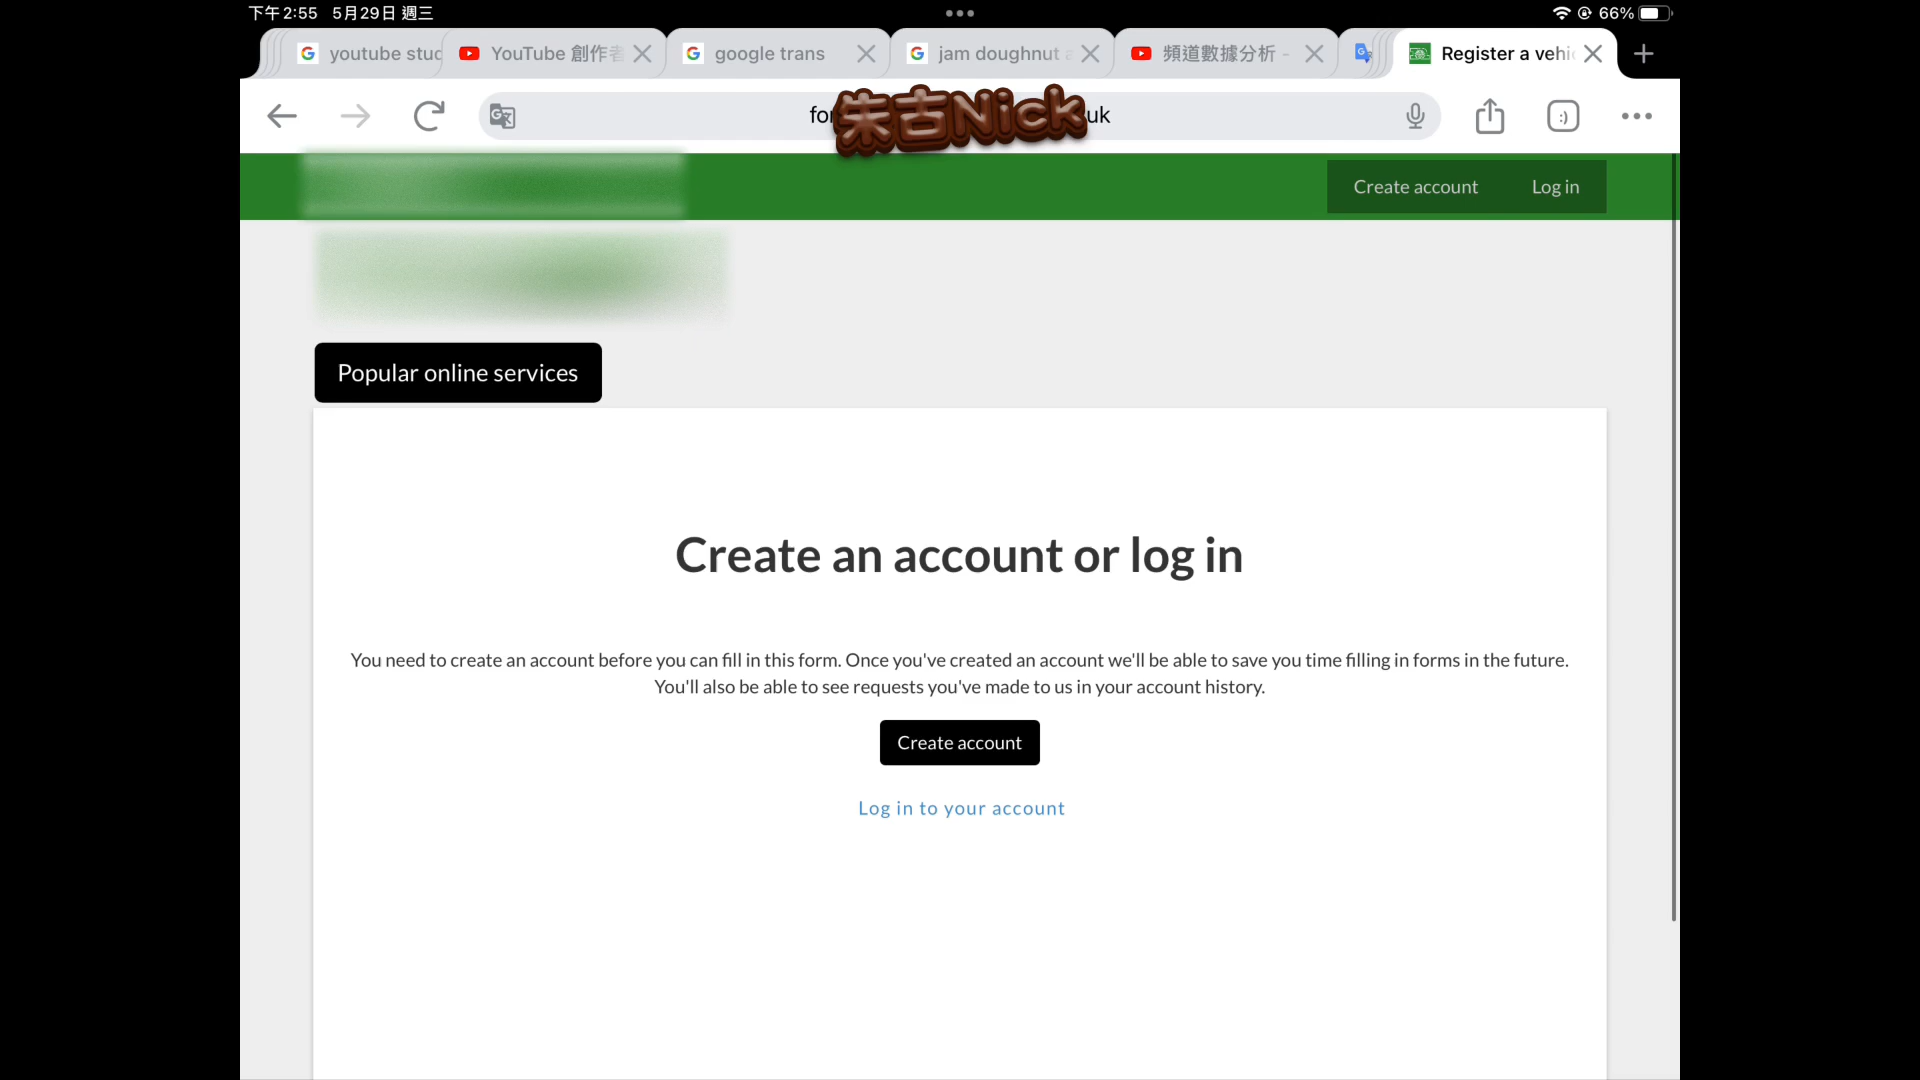 下午2:55 5月29日 週三
66%
youtube stud
YouTube 創作者
google trans
jam doughnut a
頻道數據分析 -
Register a vehi
for
朱古Nick
uk
:)
Create account
Log in
Popular online services
Create an account or log in
You need to create an account before you can fill in this form. Once you've created an account we'll be able to save you time filling in forms in the future.
You'll also be able to see requests you've made to us in your account history.
Create account
Log in to your account